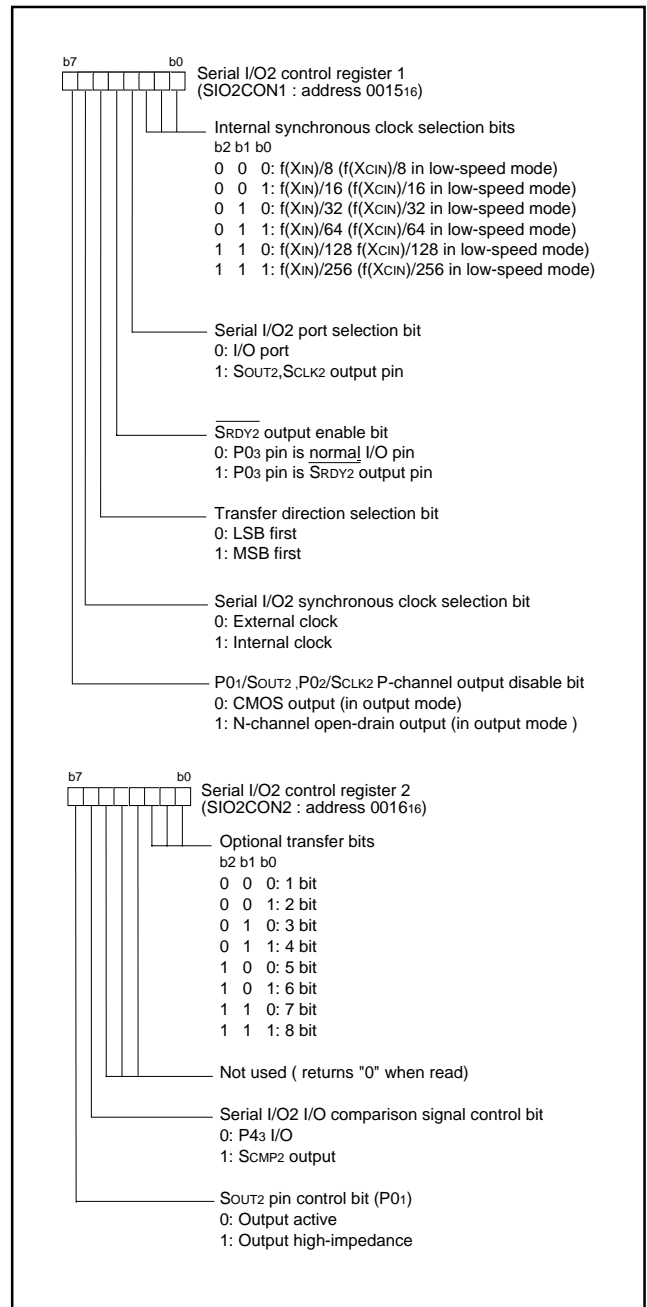 b7 b0
Serial I/O2 control register 1
(SIO2CON1 : address 001516)
Internal synchronous clock selection bits
b2 b1 b0
0 0 0: f(XIN)/8 (f(XCIN)/8 in low-speed mode)
0 0 1: f(XIN)/16 (f(XCIN)/16 in low-speed mode)
0 1 0: f(XIN)/32 (f(XCIN)/32 in low-speed mode)
0 1 1: f(XIN)/64 (f(XCIN)/64 in low-speed mode)
1 1 0: f(XIN)/128 f(XCIN)/128 in low-speed mode)
1 1 1: f(XIN)/256 (f(XCIN)/256 in low-speed mode)
Serial I/O2 port selection bit
0: I/O port
1: SOUT2,SCLK2 output pin
SRDY2 output enable bit
0: P03 pin is normal I/O pin
1: P03 pin is SRDY2 output pin
Transfer direction selection bit
0: LSB first
1: MSB first
Serial I/O2 synchronous clock selection bit
0: External clock
1: Internal clock
P01/SOUT2 ,P02/SCLK2 P-channel output disable bit
0: CMOS output (in output mode)
1: N-channel open-drain output (in output mode )
b7 b0
Serial I/O2 control register 2
(SIO2CON2 : address 001616)
Optional transfer bits
b2 b1 b0
0 0 0: 1 bit
0 0 1: 2 bit
0 1 0: 3 bit
0 1 1: 4 bit
1 0 0: 5 bit
1 0 1: 6 bit
1 1 0: 7 bit
1 1 1: 8 bit
Not used ( returns "0" when read)
Serial I/O2 I/O comparison signal control bit
0: P43 I/O
1: SCMP2 output
SOUT2 pin control bit (P01)
0: Output active
1: Output high-impedance